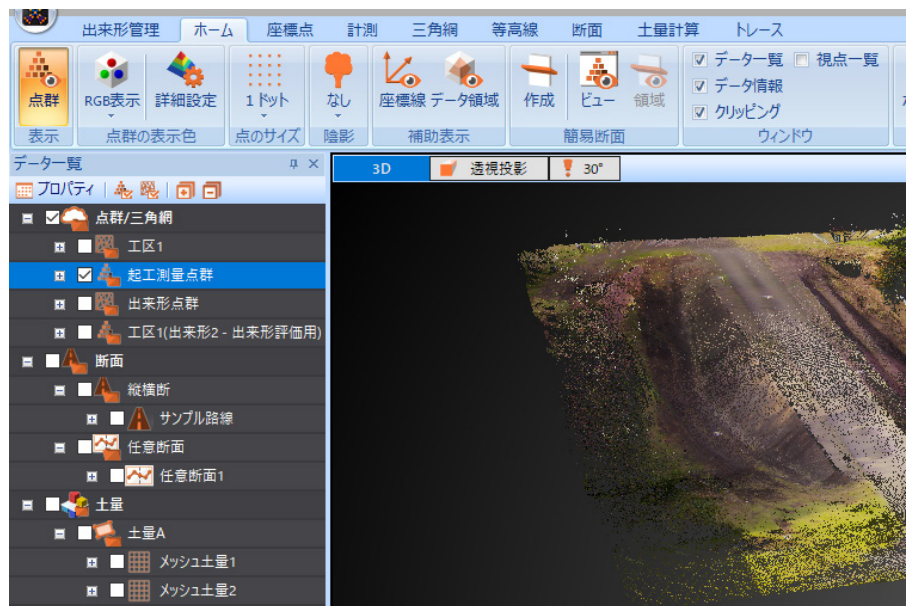 出来形管理 ホーム 座標点 計測 三角網 等高線 断面 土量計算 トレース
点群 RGB表示 詳細設定 1 ドット なし 座標線 データ領域 作成 ビュー 領域 データ一覧 視点一覧
データ情報
クリッピング
表示 点群の表示色 点のサイズ 陰影 補助表示 簡易断面 ウィンドウ
データ一覧
3D 透視投影 30°
プロパティ
点群/三角網
工区1
起工測量点群
出来形点群
工区1(出来形2 - 出来形評価用)
断面
縦横断
サンプル路線
任意断面
任意断面1
土量
土量A
メッシュ土量1
メッシュ土量2